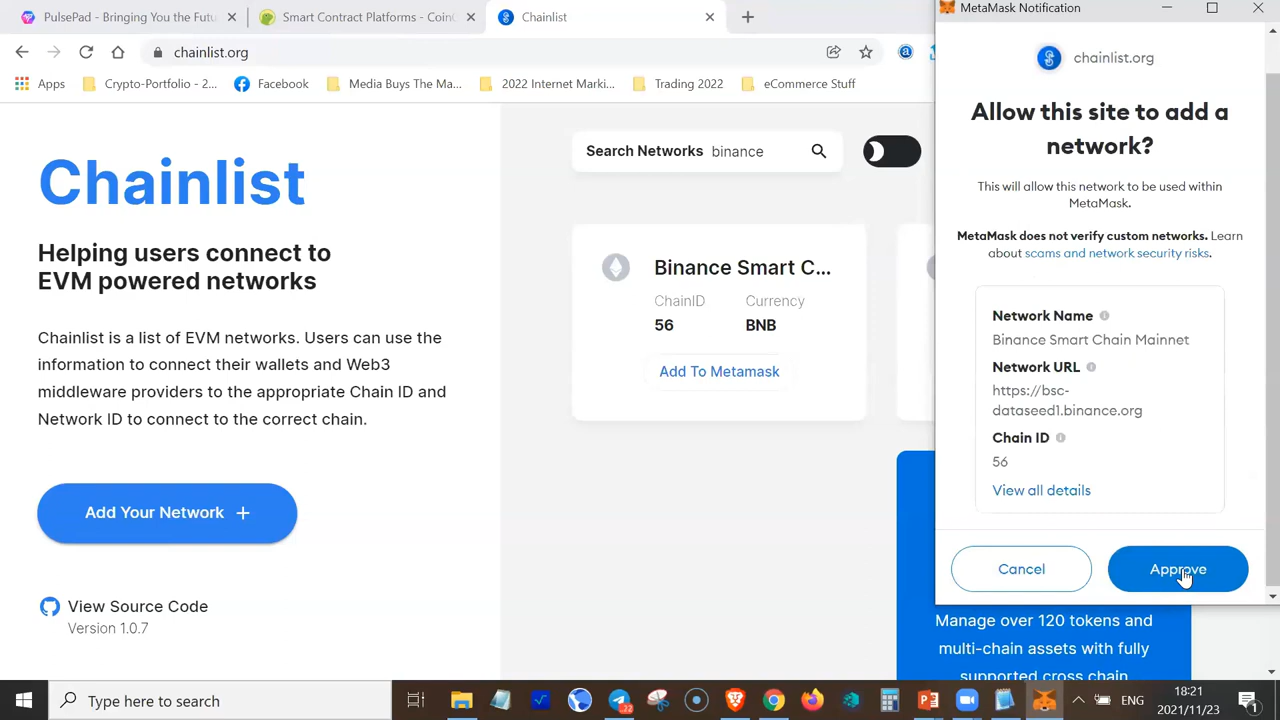 PulsePad - Bringing You the Futu
Smart Contract Platforms - Coin
Chainlist
MetaMask Notification
chainlist.org
Apps
Crypto-Portfolio - 2...
Facebook
Media Buys The Ma...
2022 Internet Marki...
Trading 2022
eCommerce Stuff
Chainlist
Helping users connect to
EVM powered networks
Chainlist is a list of EVM networks. Users can use the
information to connect their wallets and Web3
middleware providers to the appropriate Chain ID and
Network ID to connect to the correct chain.
Add Your Network +
View Source Code
Version 1.0.7
Search Networks binance
Binance Smart C...
ChainID
Currency
56
BNB
Add To Metamask
Manage over 120 tokens and
multi-chain assets with fully
supported cross chain
chainlist.org
Allow this site to add a
network?
This will allow this network to be used within
MetaMask.
MetaMask does not verify custom networks. Learn
about scams and network security risks.
Network Name
Binance Smart Chain Mainnet
Network URL
https://bsc-
dataseed1.binance.org
Chain ID
56
View all details
Cancel
Approve
Type here to search
22
ENG
18:21
2021/11/23
1